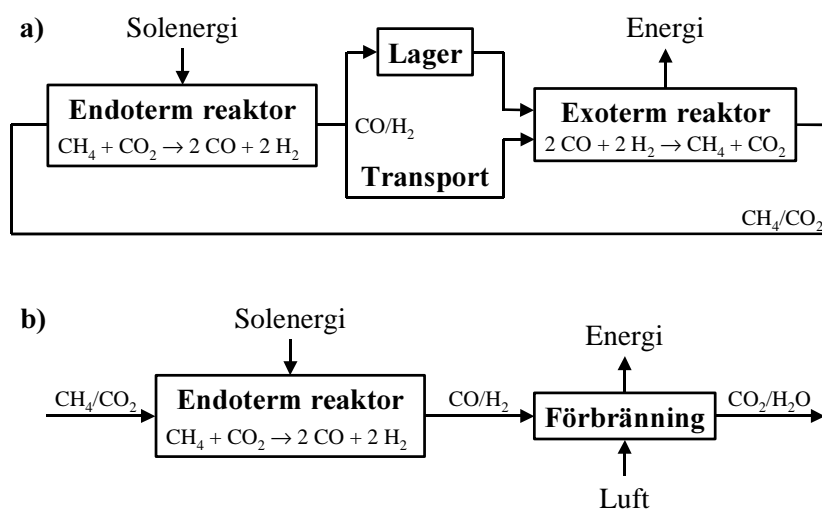 a)
Solenergi
Energi
Lager
Endoterm reaktor
CH4 + CO2 → 2 CO + 2 H2
CO/H2
Exoterm reaktor
2 CO + 2 H2 → CH4 + CO2
Transport
CH4/CO2
b)
Solenergi
Energi
CH4/CO2
Endoterm reaktor
CH4 + CO2 → 2 CO + 2 H2
CO/H2
Förbränning
CO2/H2O
Luft